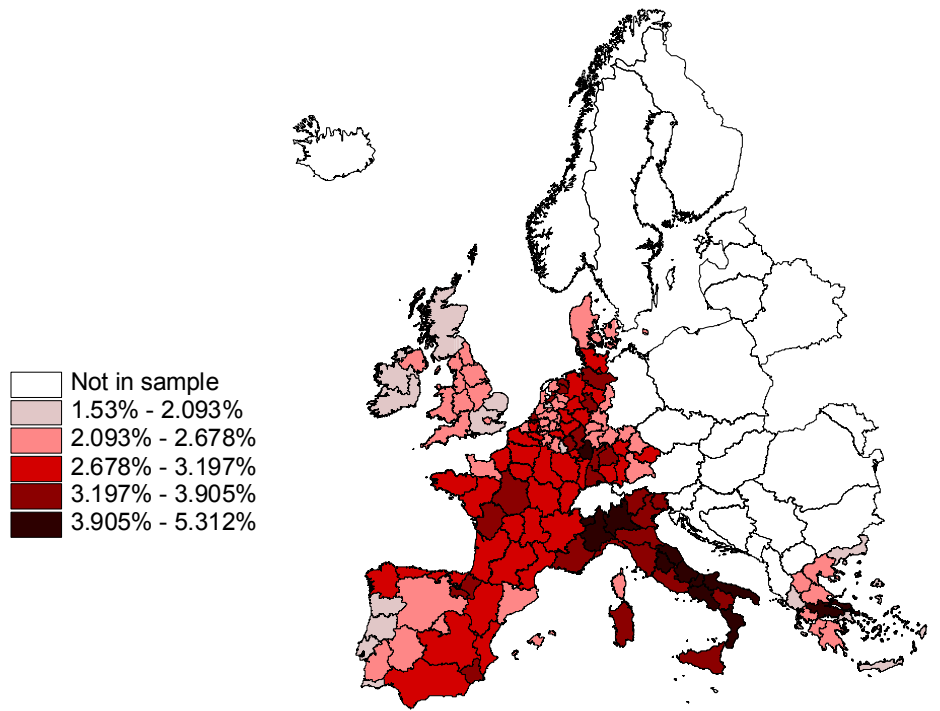 Not in sample
1.53% - 2.093%
2.093% - 2.678%
2.678% - 3.197%
3.197% - 3.905%
3.905% - 5.312%